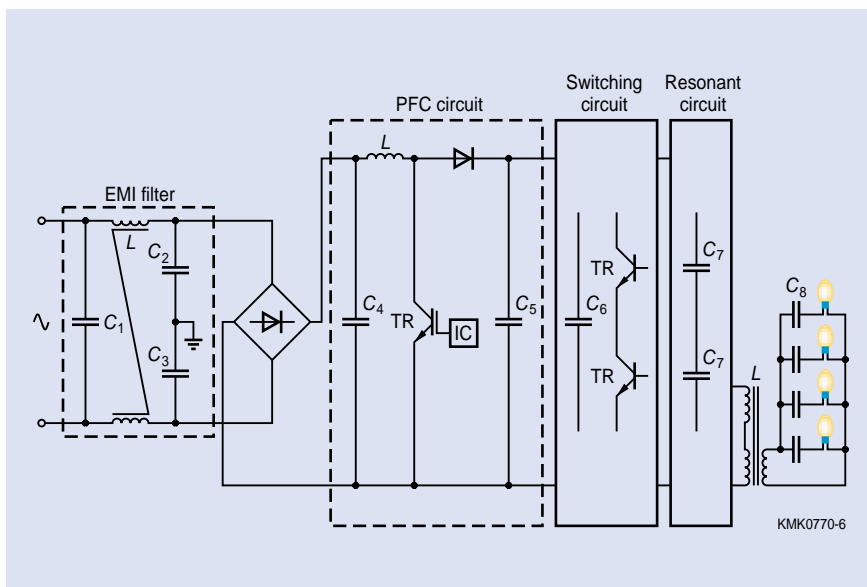 Switching
circuit
Resonant
circuit
PFC circuit
L
EMI filter
L
C2
C1
C3
C4
TR
IC
C5
TR
C6
TR
C7
C7
C8
L
KMK0770-6